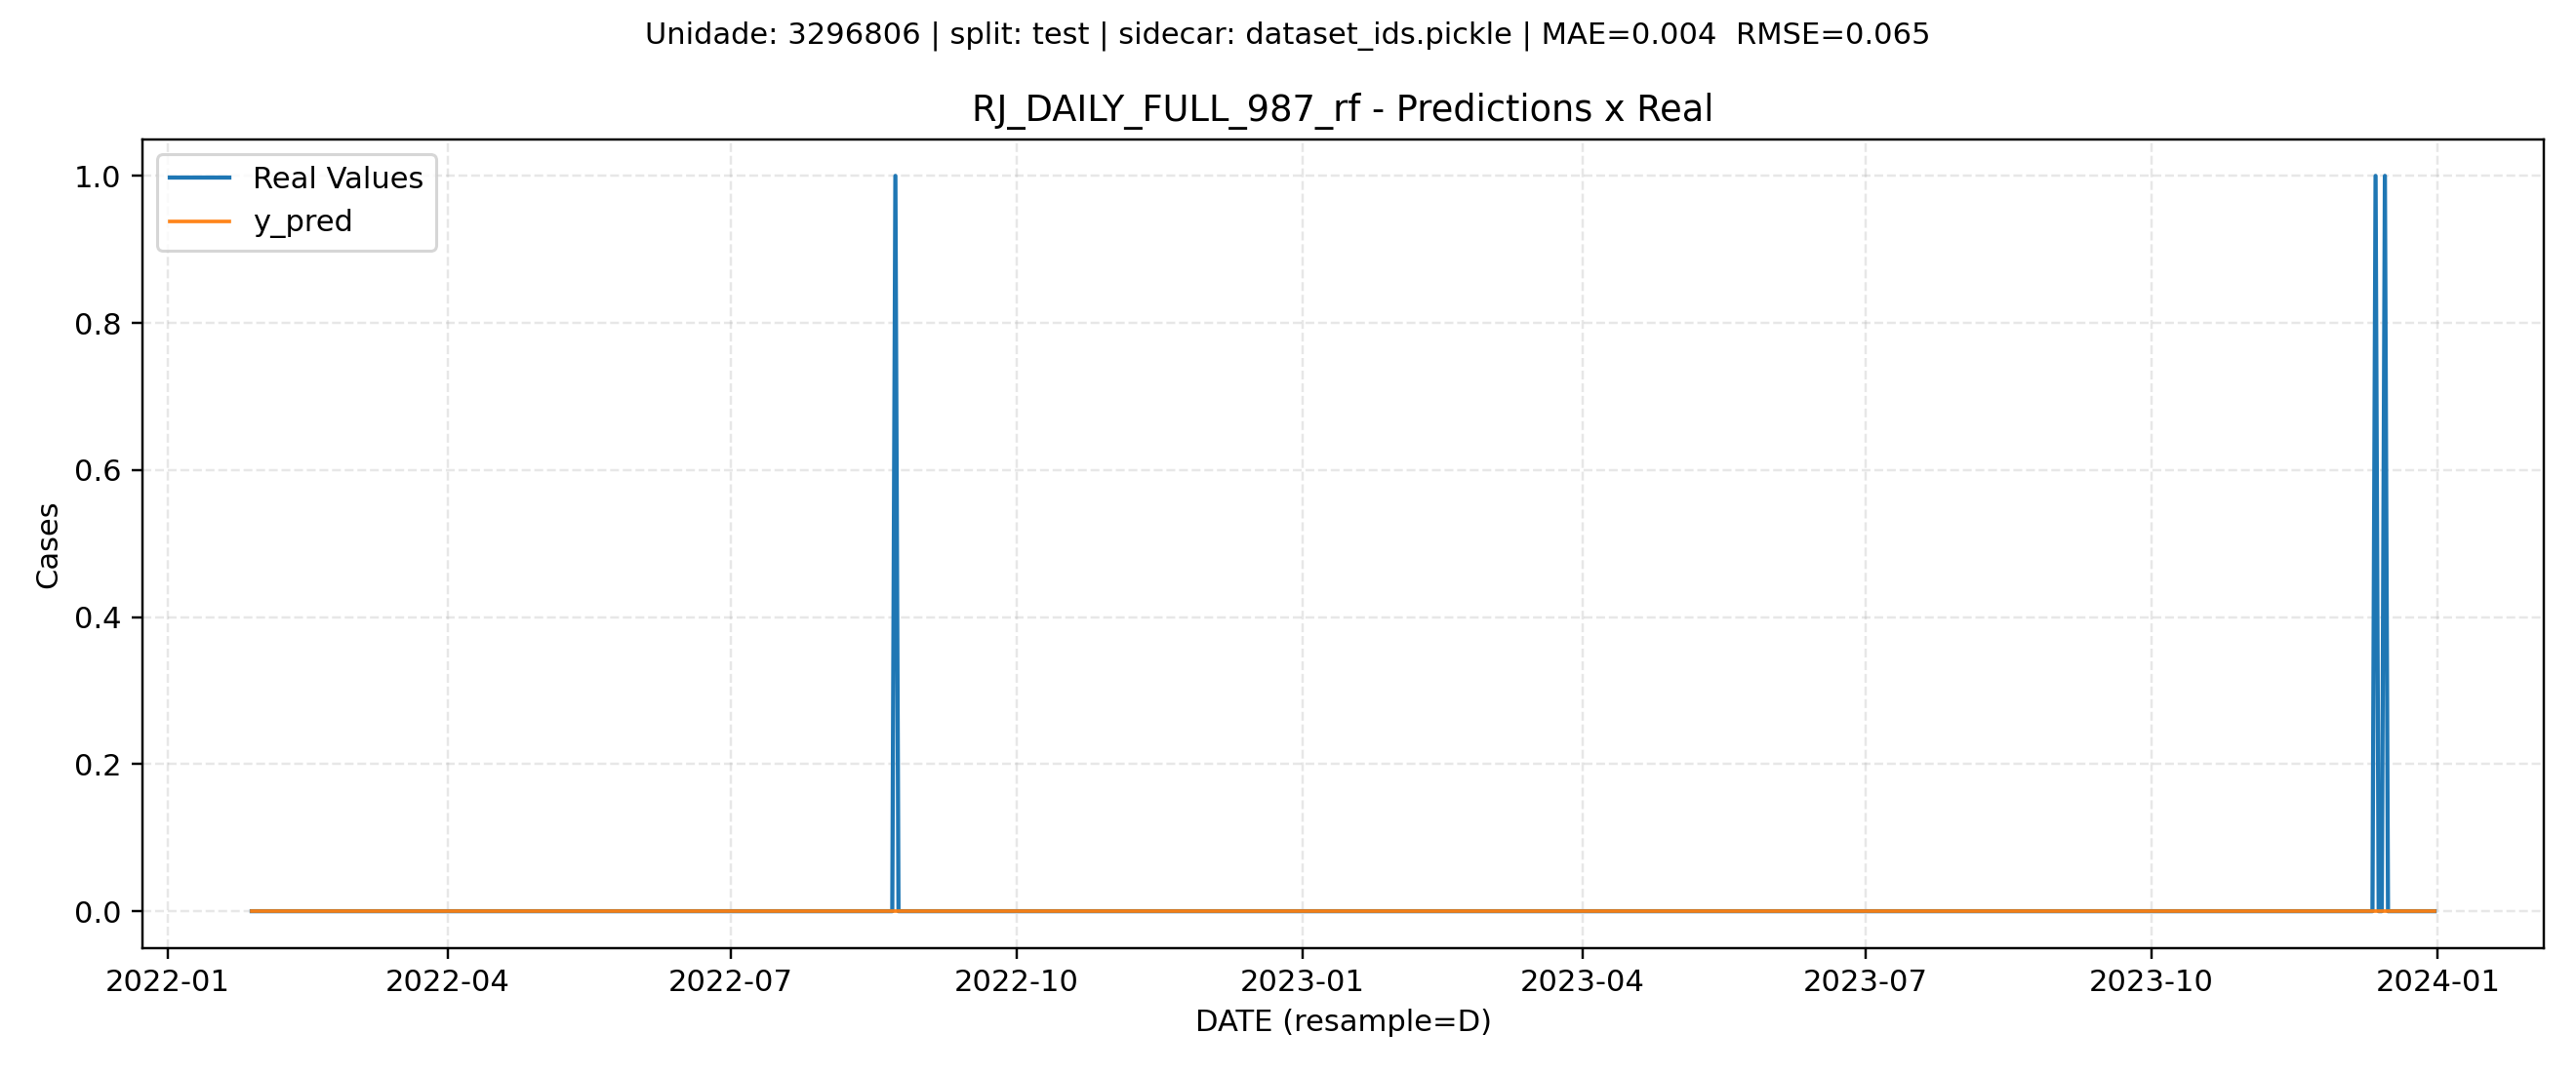 Unidade: 3296806 | split: test | sidecar: dataset_ids.pickle | MAE=0.004  RMSE=0.065
RJ_DAILY_FULL_987_rf - Predictions x Real
Real Values
y_pred
1.0
0.8
0.6
0.4
0.2
0.0
Cases
2022-01 2022-04 2022-07 2022-10 2023-01 2023-04 2023-07 2023-10 2024-01
DATE (resample=D)